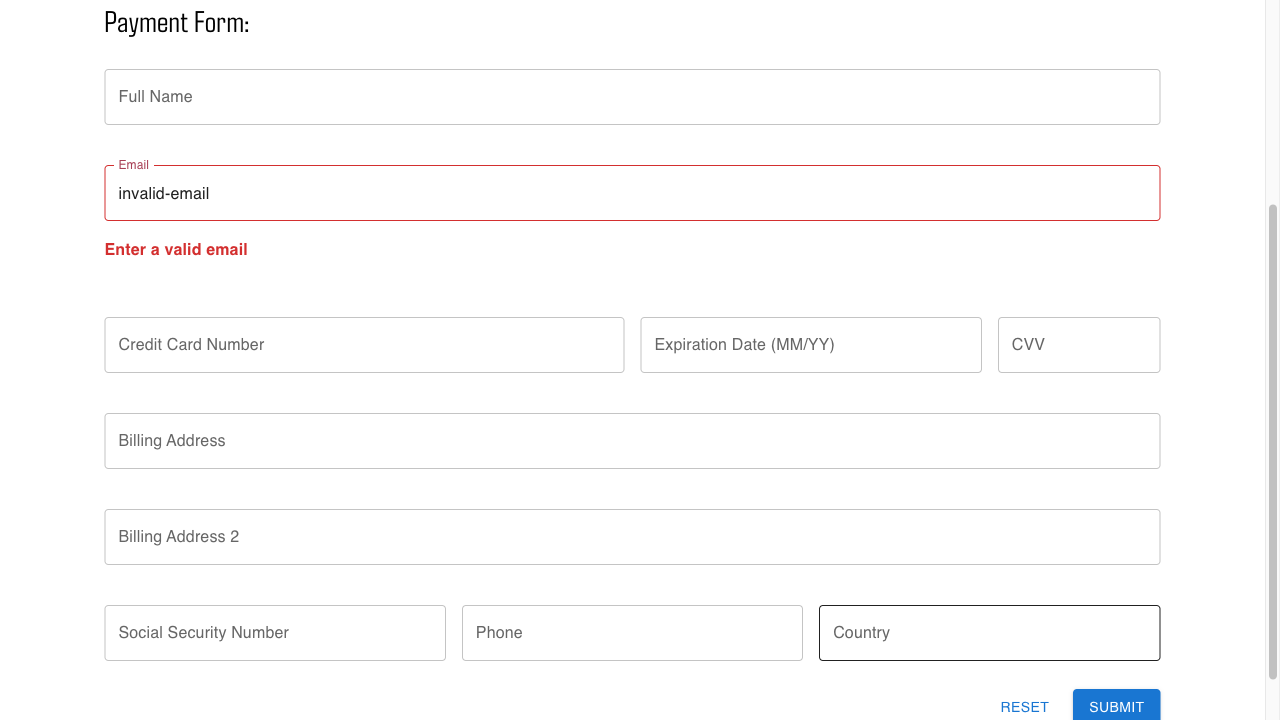 Payment Form:
Full Name
Email
invalid-email
Enter a valid email
Credit Card Number Expiration Date (MM/YY) CVV
Billing Address
Billing Address 2
Social Security Number Phone Country
RESET SUBMIT